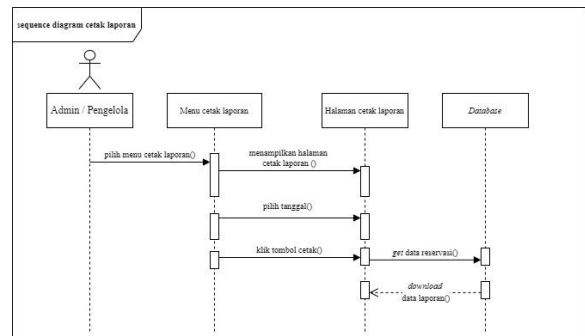 sequence diagram cetak laporan
Admin / Pengelola
Menu cetak laporan
Halaman cetak laporan
Database
pilih menu cetak laporan()
menampilkan halaman
cetak laporan ()
pilih tanggal()
klik tombol cetak()
get data reservasi()
download
data laporan()